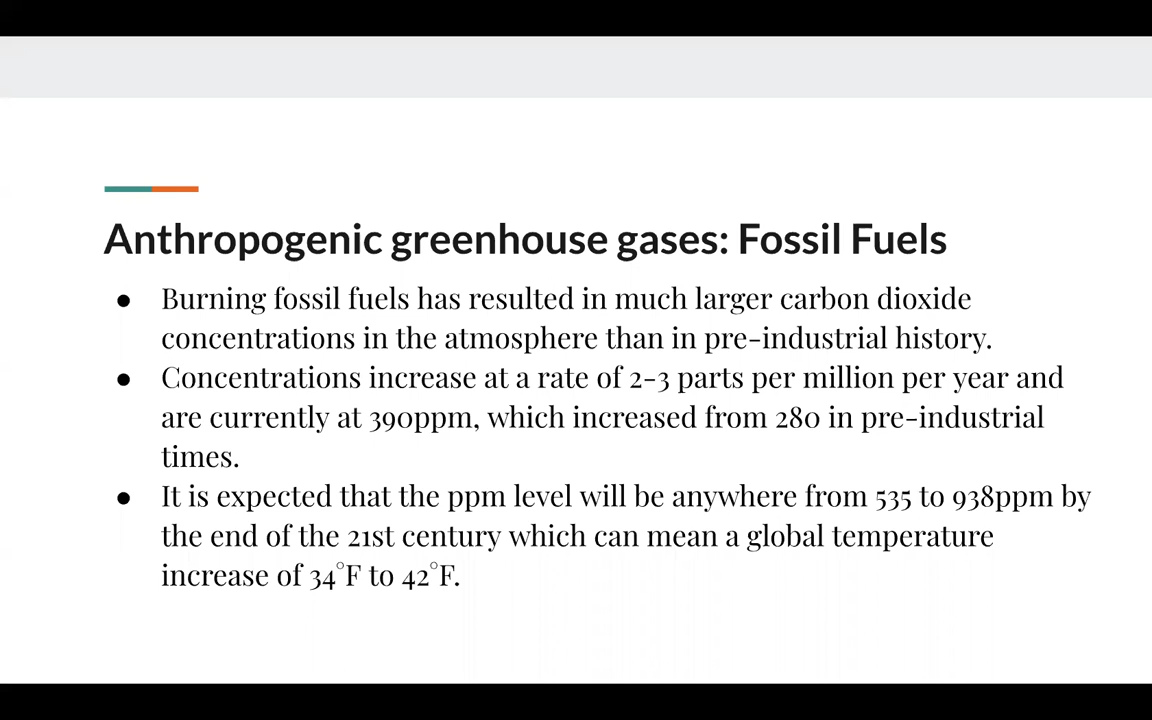 Anthropogenic greenhouse gases: Fossil Fuels
● Burning fossil fuels has resulted in much larger carbon dioxide
concentrations in the atmosphere than in pre-industrial history.
● Concentrations increase at a rate of 2-3 parts per million per year and
are currently at 390ppm, which increased from 280 in pre-industrial
times.
● It is expected that the ppm level will be anywhere from 535 to 938ppm by
the end of the 21st century which can mean a global temperature
increase of 34°F to 42°F.